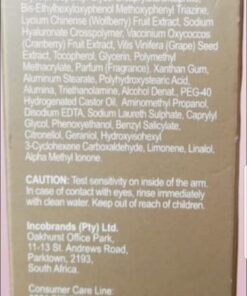 Bis-Ethylhexyloxyphenol Methoxyphenyl Triazine,
Lycium Chinense (Wolfberry) Fruit Extract, Sodium
Hyaluronate Crosspolymer, Vaccinium Oxycoccos
(Cranberry) Fruit Extract, Vitis Vinifera (Grape) Seed
Extract, Tocopherol, Glycerin, Polymethyl
Methacrylate, Parfum (Fragrance). Xanthan Gum,
Aluminum Stearate, Polyhydroxystearic Acid,
Alumina, Triethanolamine, Alcohol Denat., PEG-40
Hydrogenated Castor Oil, Aminomethyl Propanol,
Disodium EDTA, Sodium Laureth Sulphate, Caprylyl
Glycol, Phenoxyethanol, Benzyl Salicylate,
Citronellol, Geraniol, Hydroxyisohexyl
3-Cyclohexene Carboxaldehyde, Limonene, Linalol,
Alpha Methyl Ionone.
CAUTION: Test sensitivity on inside of the arm.
In case of contact with eyes, rinse immediately
with clean water. Keep out of reach of children.
Incobrands (Pty) Ltd.
Oakhurst Office Park,
11-13 St. Andrews Road,
Parktown, 2193,
South Africa.
Consumer Care Line: